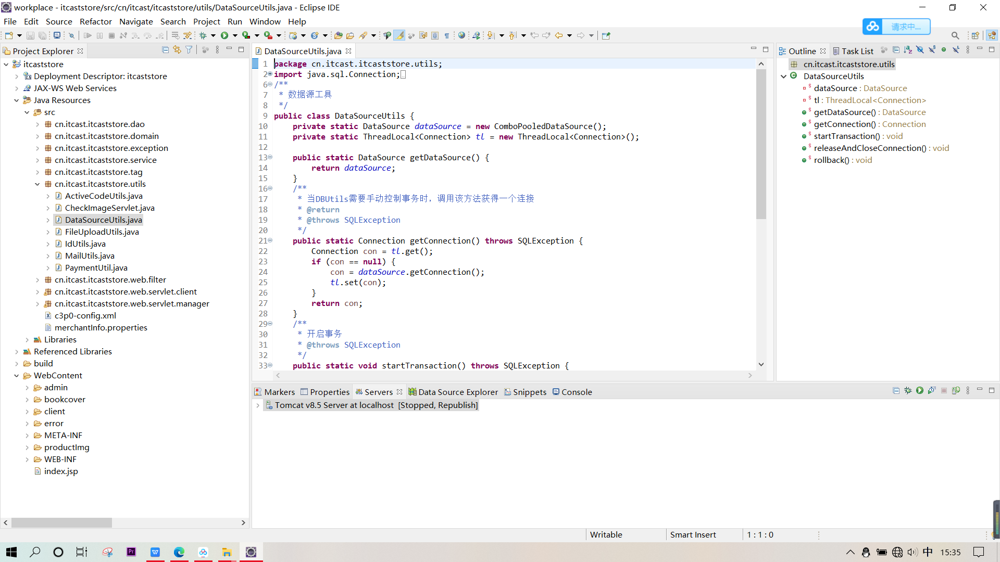 workplace - itcaststore/src/cn/itcast/itcaststore/utils/DataSourceUtils.java - Eclipse IDE
File Edit Source Refactor Navigate Search Project Run Window Help
请求中...
Project Explorer
itcaststore
Deployment Descriptor: itcaststore
JAX-WS Web Services
Java Resources
src
cn.itcast.itcaststore.dao
cn.itcast.itcaststore.domain
cn.itcast.itcaststore.exception
cn.itcast.itcaststore.service
cn.itcast.itcaststore.tag
cn.itcast.itcaststore.utils
ActiveCodeUtils.java
CheckImageServlet.java
DataSourceUtils.java
FileUploadUtils.java
IdUtils.java
MailUtils.java
PaymentUtil.java
cn.itcast.itcaststore.web.filter
cn.itcast.itcaststore.web.servlet.client
cn.itcast.itcaststore.web.servlet.manager
c3p0-config.xml
merchantInfo.properties
Libraries
Referenced Libraries
build
WebContent
admin
bookcover
client
error
META-INF
productImg
WEB-INF
index.jsp
DataSourceUtils.java
1 package cn.itcast.itcaststore.utils;
2 import java.sql.Connection;
6 /**
7 * 数据源工具
8 */
9 public class DataSourceUtils {
10 private static DataSource dataSource = new ComboPooledDataSource();
11 private static ThreadLocal<Connection> tl = new ThreadLocal<Connection>();
12
13 public static DataSource getDataSource() {
14 return dataSource;
15 }
16 /**
17 * 当DBUtils需要手动控制事务时，调用该方法获得一个连接
18 * @return
19 * @throws SQLException
20 */
21 public static Connection getConnection() throws SQLException {
22 Connection con = tl.get();
23 if (con == null) {
24 con = dataSource.getConnection();
25 tl.set(con);
26 }
27 return con;
28 }
29 /**
30 * 开启事务
31 * @throws SQLException
32 */
33 public static void startTransaction() throws SQLException {
Outline Task List
cn.itcast.itcaststore.utils
DataSourceUtils
dataSource : DataSource
tl : ThreadLocal<Connection>
getDataSource() : DataSource
getConnection() : Connection
startTransaction() : void
releaseAndCloseConnection() : void
rollback() : void
Markers Properties Servers Data Source Explorer Snippets Console
Tomcat v8.5 Server at localhost [Stopped, Republish]
Writable Smart Insert 1 : 1 : 0
Pr
中 15:35